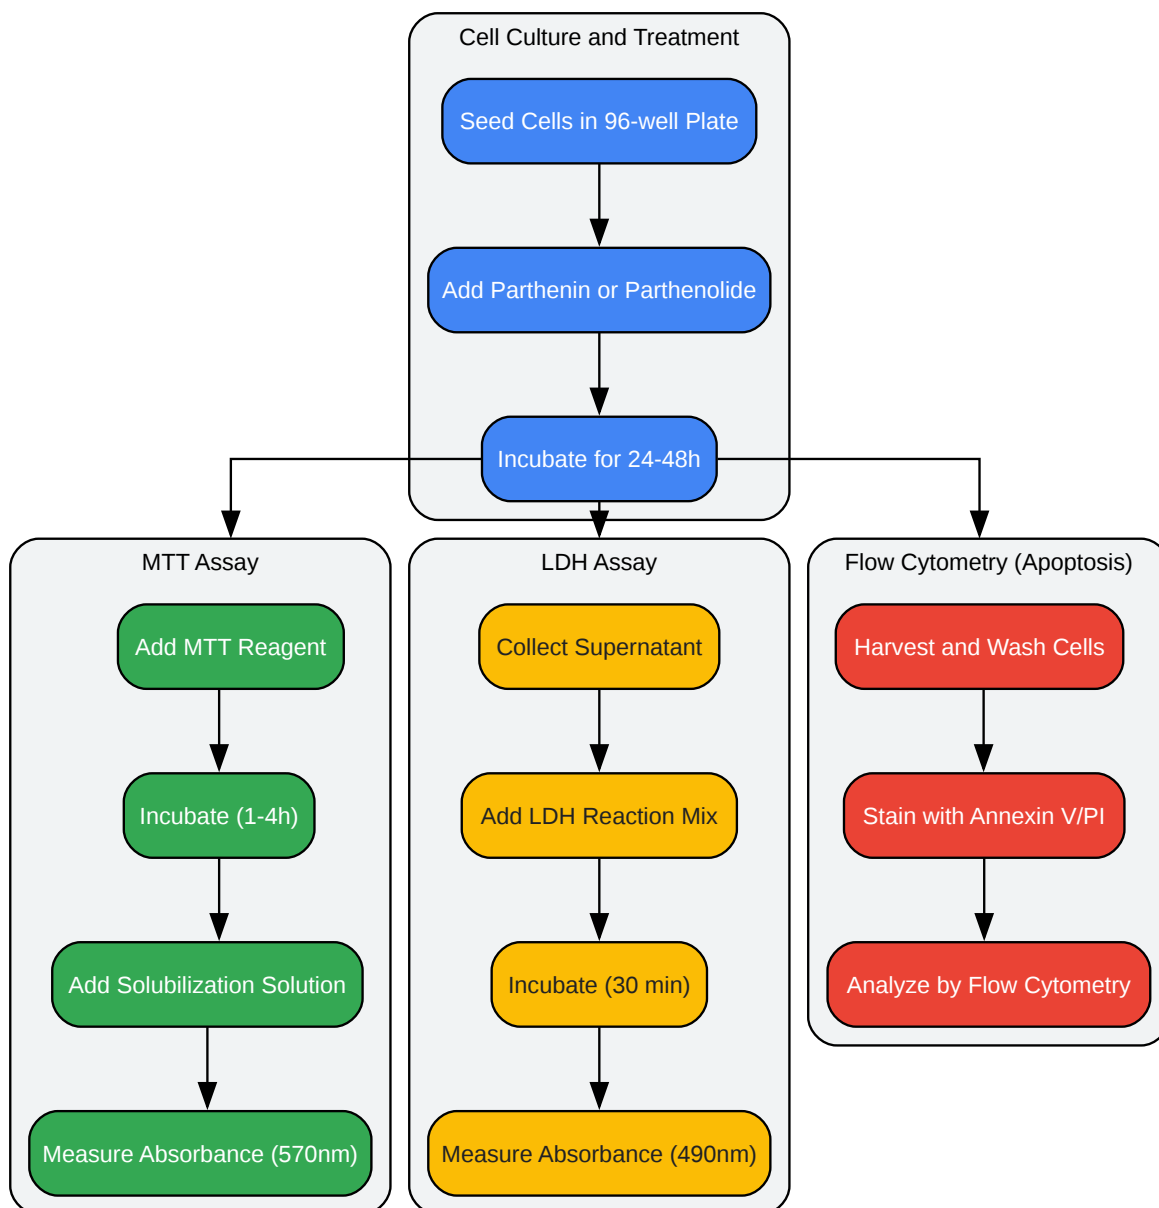 Cell Culture and Treatment
Seed Cells in 96-well Plate
Add Parthenin or Parthenolide
Incubate for 24-48h
MTT Assay
Add MTT Reagent
Incubate (1-4h)
Add Solubilization Solution
Measure Absorbance (570nm)
LDH Assay
Collect Supernatant
Add LDH Reaction Mix
Incubate (30 min)
Measure Absorbance (490nm)
Flow Cytometry (Apoptosis)
Harvest and Wash Cells
Stain with Annexin V/PI
Analyze by Flow Cytometry